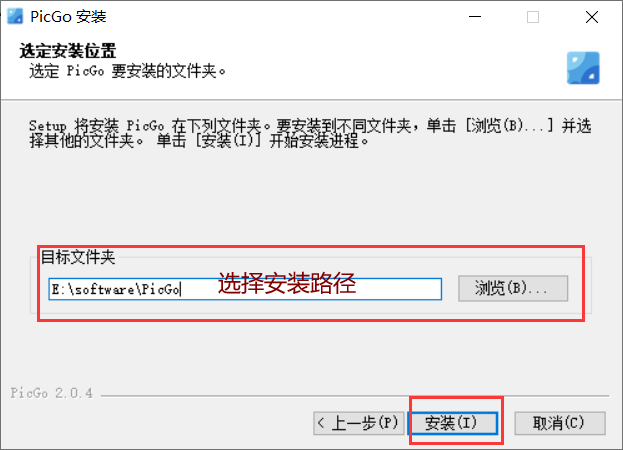 PicGo 安装
选定安装位置
选定 PicGo 要安装的文件夹。
Setup 将安装 PicGo 在下列文件夹。要安装到不同文件夹，单击 [浏览(B)...] 并选
择其他的文件夹。 单击 [安装(I)] 开始安装进程。
目标文件夹
E:\software\PicGo
选择安装路径
浏览(B)...
PicGo 2.0.4
< 上一步(P)
安装(I)
取消(C)